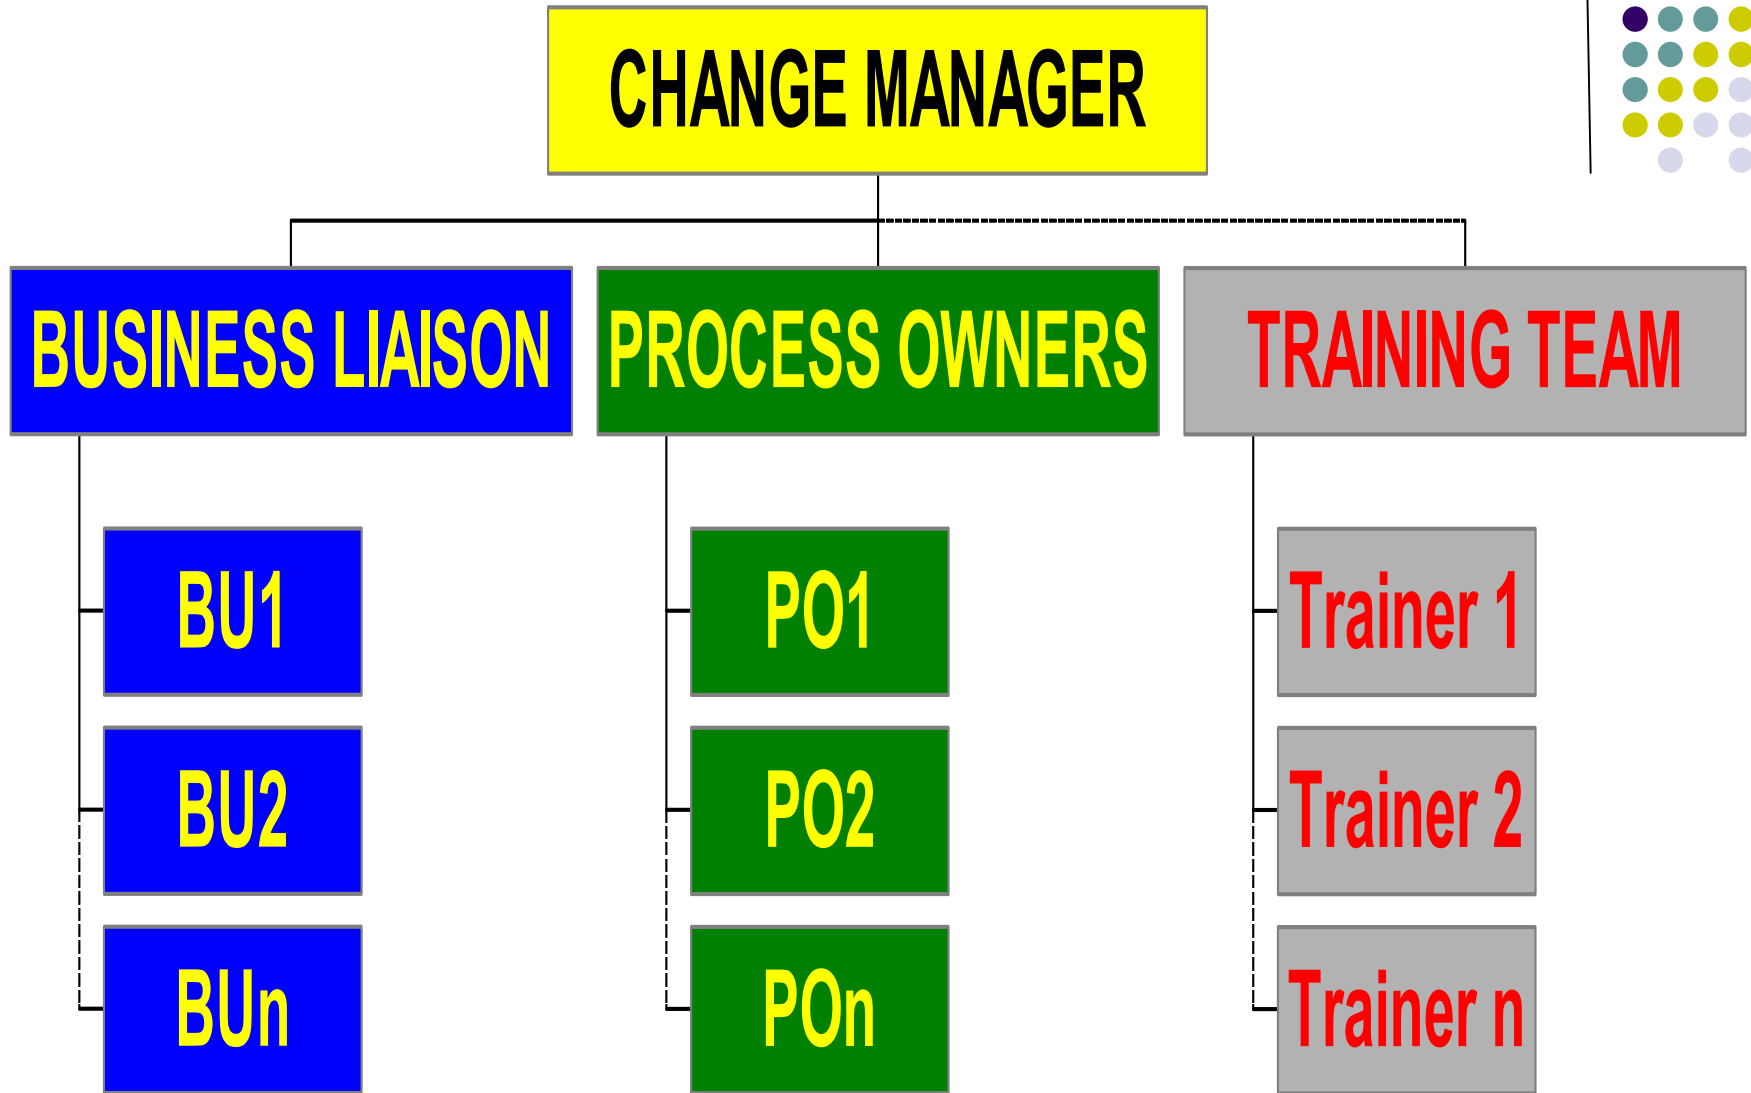 CHANGE MANAGER
BUSINESS LIAISON
PROCESS OWNERS
TRAINING TEAM
BU1
PO1
Trainer 1
BU2
PO2
Trainer 2
BUn
POn
Trainer n